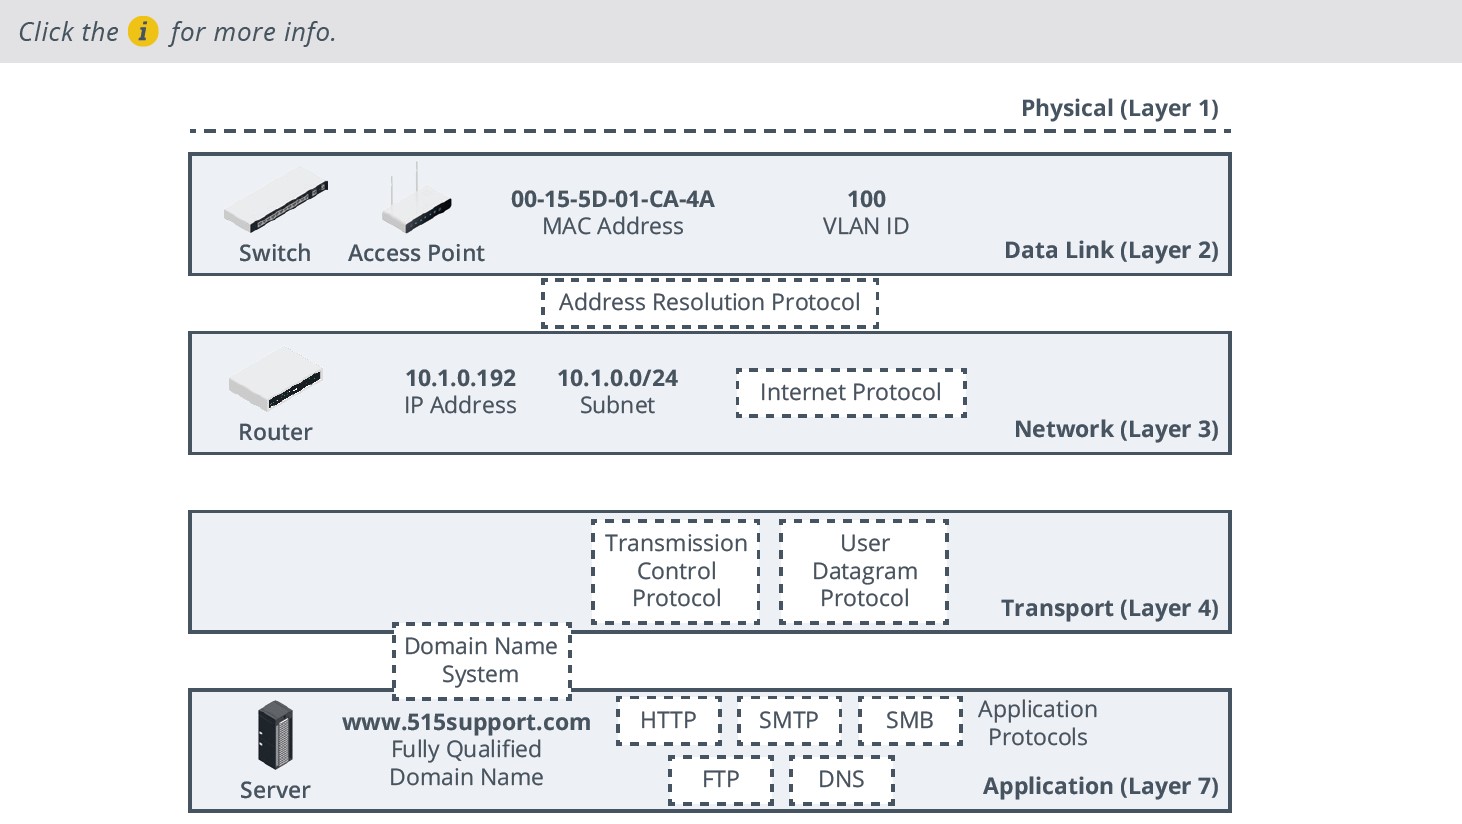 Click the i for more info.
Physical (Layer 1)
00-15-5D-01-CA-4A
MAC Address
100
VLAN ID
Switch
Access Point
Data Link (Layer 2)
Address Resolution Protocol
10.1.0.192
IP Address
10.1.0.0/24
Subnet
Internet Protocol
Router
Network (Layer 3)
Transmission
Control
Protocol
User
Datagram
Protocol
Transport (Layer 4)
Domain Name
System
www.515support.com
Fully Qualified
Domain Name
HTTP
SMTP
SMB
Application
Protocols
FTP
DNS
Server
Application (Layer 7)